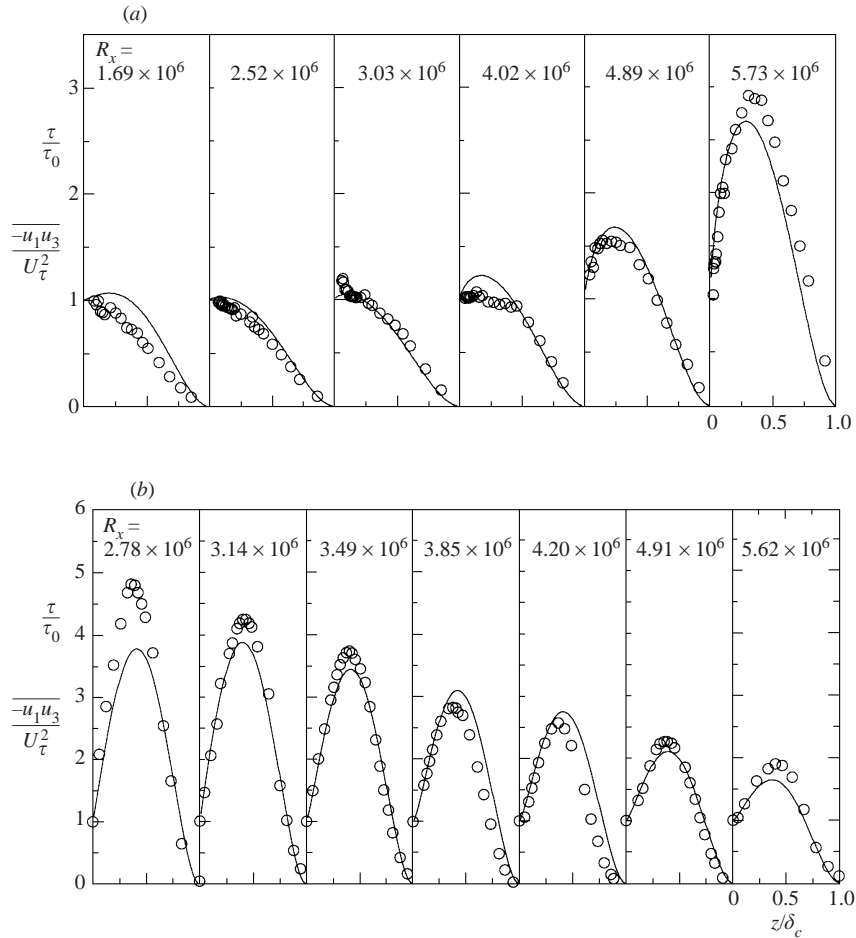 (a)
R_x =
1.69 × 10^6
2.52 × 10^6
3.03 × 10^6
4.02 × 10^6
4.89 × 10^6
5.73 × 10^6
3
2
1
0
τ/τ_0
\overline{-u_1u_3}/U_τ^2
0
0.5
1.0
(b)
R_x =
2.78 × 10^6
3.14 × 10^6
3.49 × 10^6
3.85 × 10^6
4.20 × 10^6
4.91 × 10^6
5.62 × 10^6
6
5
4
3
2
1
0
τ/τ_0
\overline{-u_1u_3}/U_τ^2
0
0.5
1.0
z/δ_c